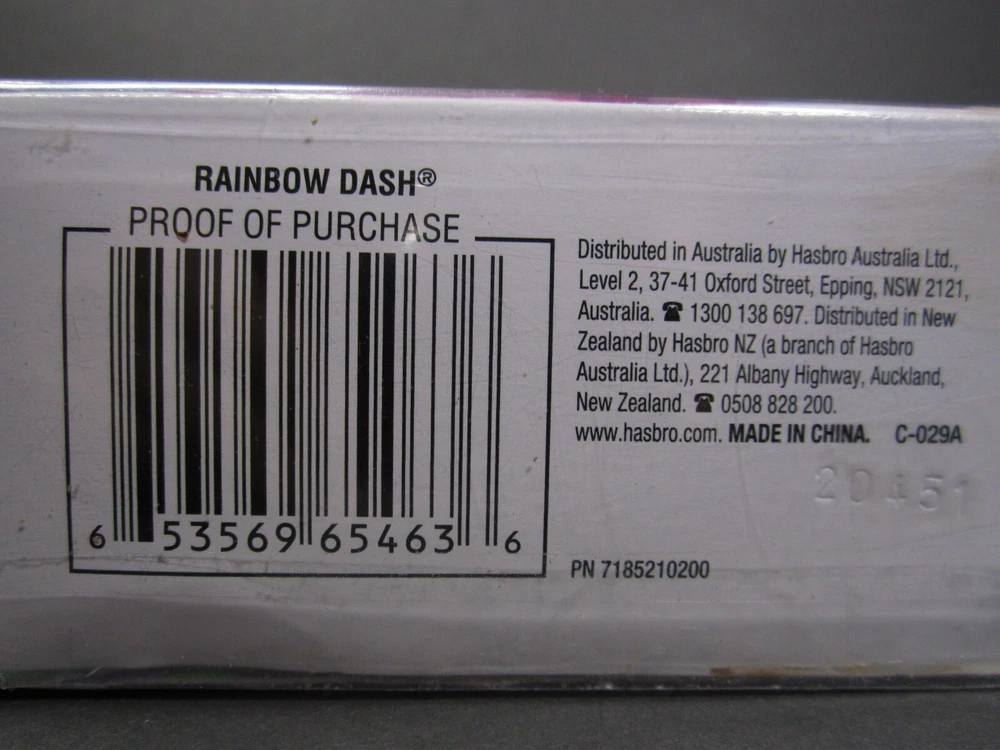 RAINBOW DASH®
PROOF OF PURCHASE
6 53569 65463 6
Distributed in Australia by Hasbro Australia Ltd.,
Level 2, 37-41 Oxford Street, Epping, NSW 2121,
Australia. ☎ 1300 138 697. Distributed in New
Zealand by Hasbro NZ (a branch of Hasbro
Australia Ltd.), 221 Albany Highway, Auckland,
New Zealand. ☎ 0508 828 200.
www.hasbro.com. MADE IN CHINA. C-029A
20451
PN 7185210200